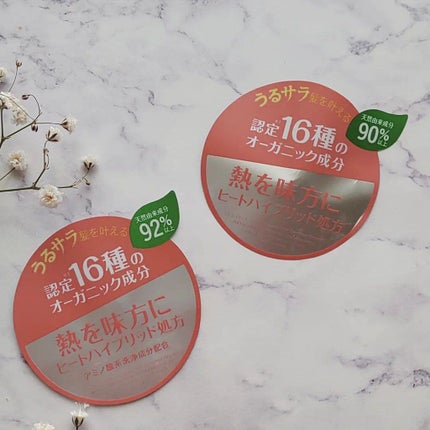 うるサラ髪を叶える
天然由来成分
90%以上
認定16種の
オーガニック成分
熱を味方に
ヒートハイブリッド処方
うるサラ髪を叶える
天然由来成分
92%以上
認定16種の
オーガニック成分
熱を味方に
ヒートハイブリッド処方
アミノ酸系洗浄成分配合